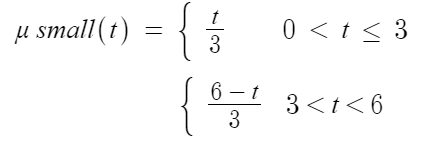 μ small(t) = { t/3 0 < t ≤ 3
{ 6 − t/3 3 < t < 6